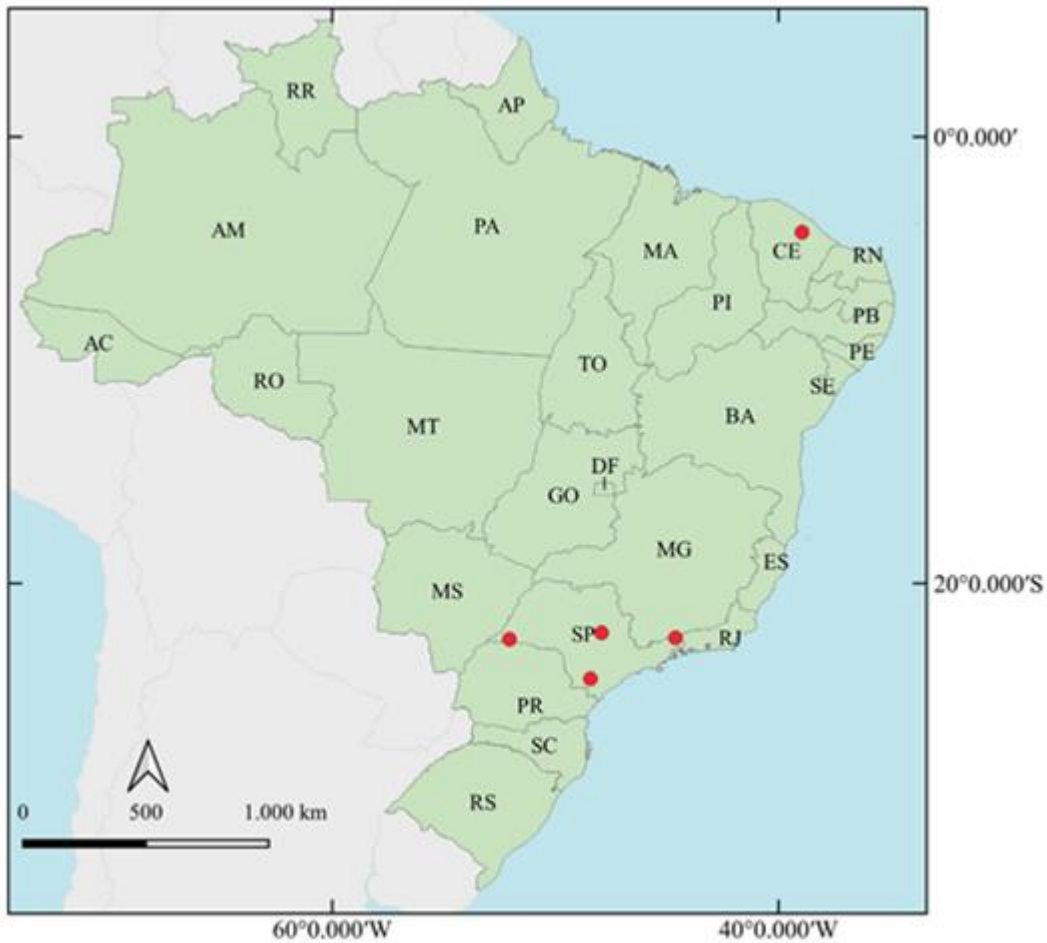 RR
AP
0°0.000′
AM
PA
MA
CE
RN
PI
PB
AC
PE
TO
RO
SE
BA
MT
DF
GO
MG
ES
20°0.000′S
MS
SP
RJ
PR
SC
RS
0 500 1.000 km
60°0.000′W 40°0.000′W